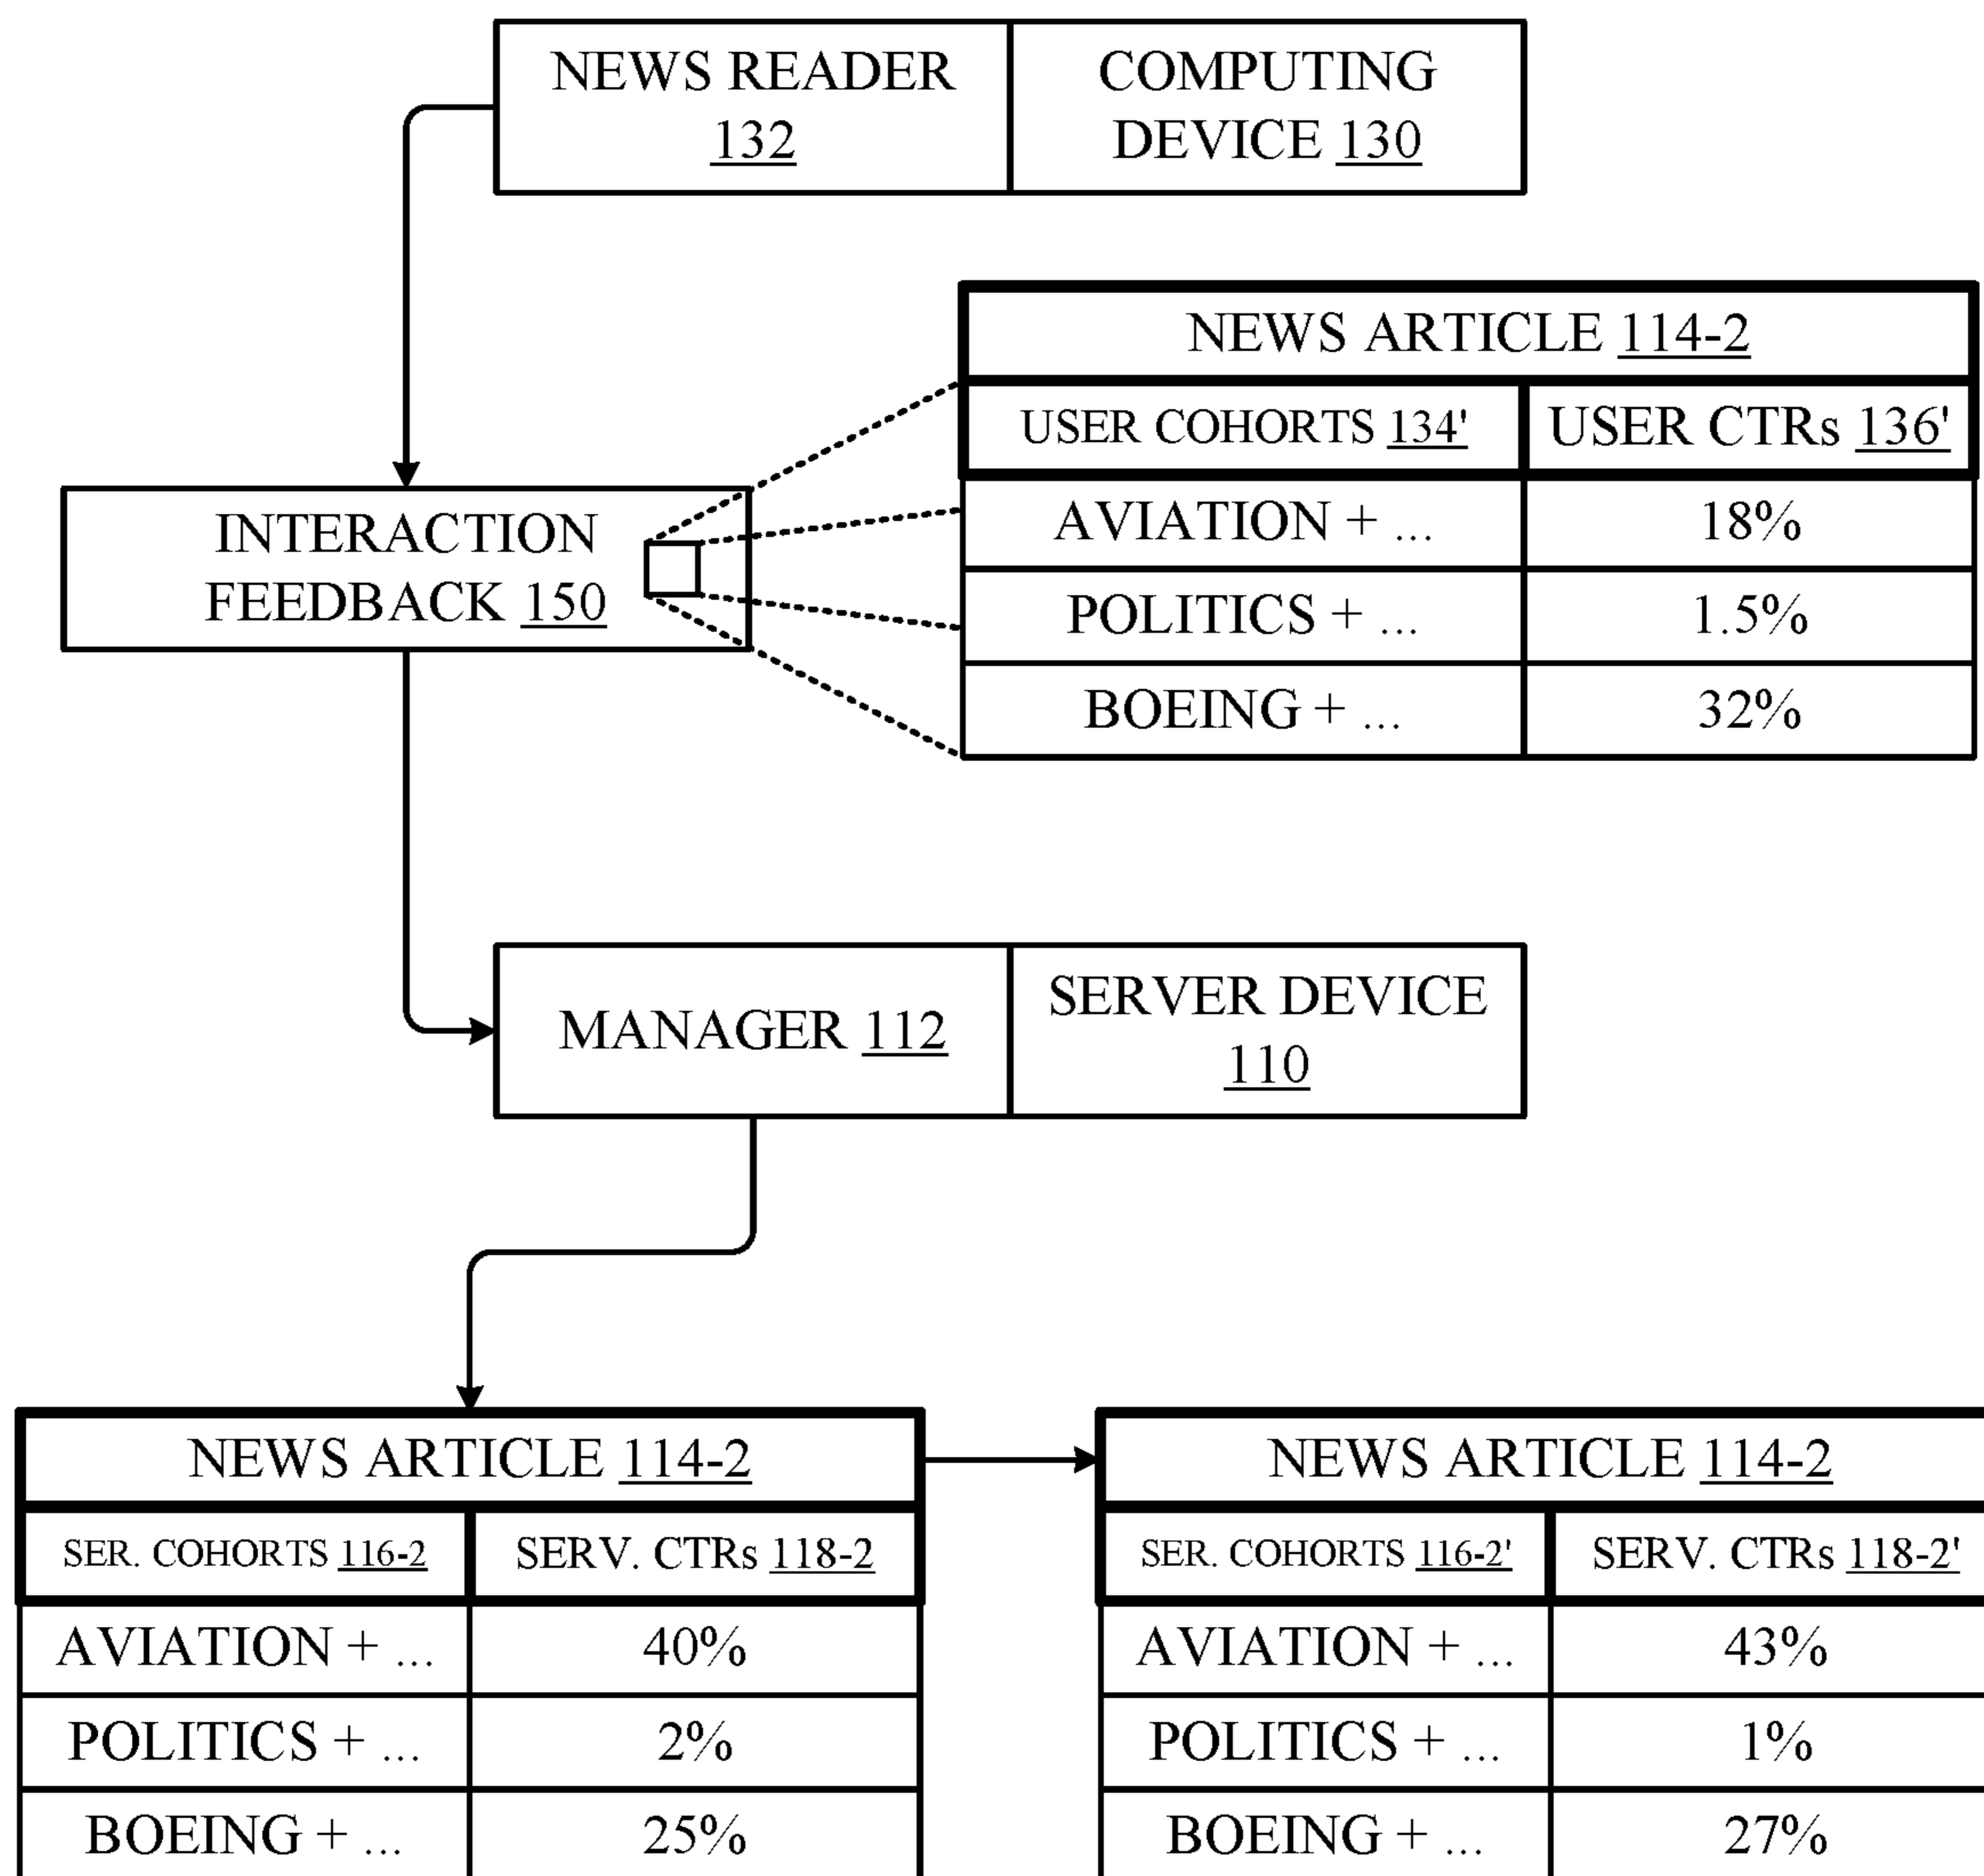 NEWS READER
132
COMPUTING
DEVICE 130
NEWS ARTICLE 114-2
USER COHORTS 134'
USER CTRs 136'
AVIATION + ...
18%
POLITICS + ...
1.5%
BOEING + ...
32%
INTERACTION
FEEDBACK 150
MANAGER 112
SERVER DEVICE
110
NEWS ARTICLE 114-2
SER. COHORTS 116-2
SERV. CTRs 118-2
AVIATION + ...
40%
POLITICS + ...
2%
BOEING + ...
25%
NEWS ARTICLE 114-2
SER. COHORTS 116-2'
SERV. CTRs 118-2'
AVIATION + ...
43%
POLITICS + ...
1%
BOEING + ...
27%